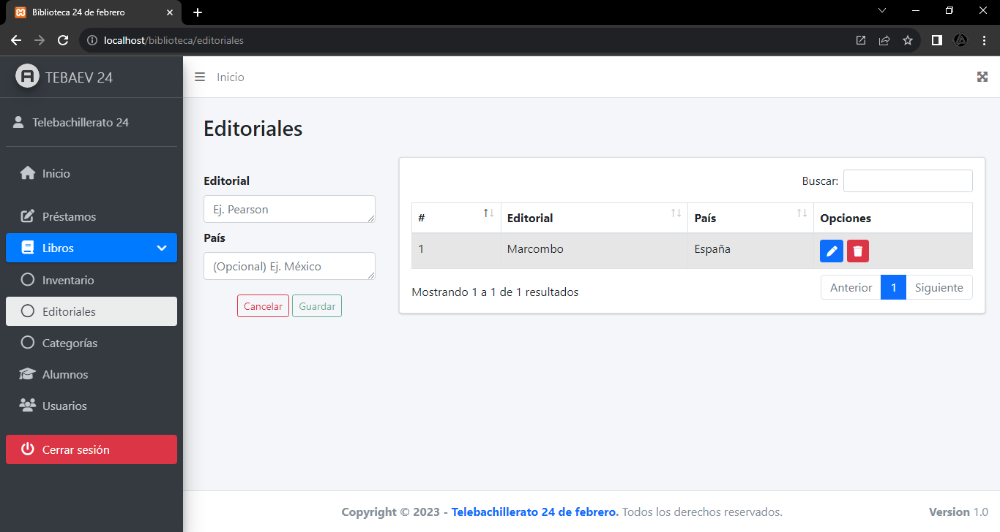 Biblioteca 24 de febrero
localhost/biblioteca/editoriales
TEBAEV 24
Inicio
Telebachillerato 24
Inicio
Préstamos
Libros
Inventario
Editoriales
Categorías
Alumnos
Usuarios
Cerrar sesión
Editoriales
Editorial
Ej. Pearson
País
(Opcional) Ej. México
Cancelar Guardar
Buscar:
# Editorial País Opciones
1 Marcombo España
Mostrando 1 a 1 de 1 resultados
Anterior 1 Siguiente
Copyright © 2023 - Telebachillerato 24 de febrero. Todos los derechos reservados.
Version 1.0